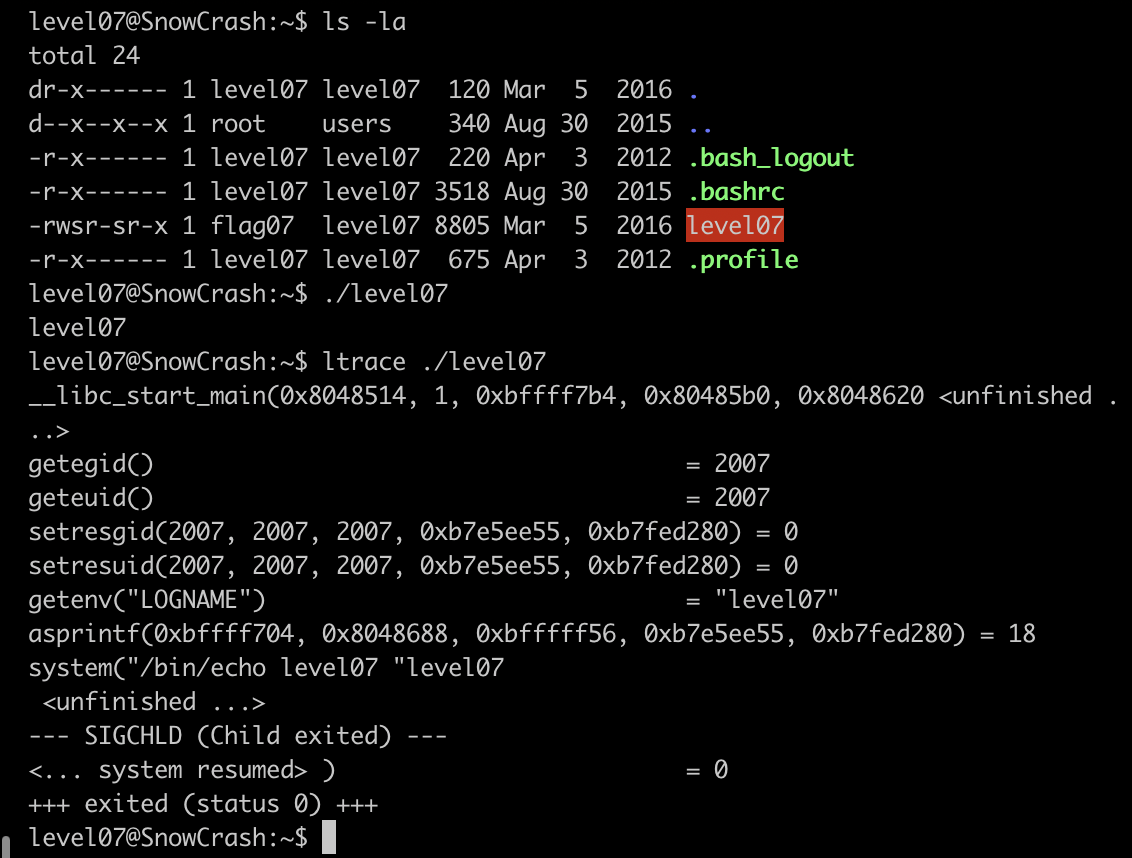 level07@SnowCrash:~$ ls -la
total 24
dr-x------ 1 level07 level07  120 Mar  5  2016 .
d--x--x--x 1 root    users    340 Aug 30  2015 ..
-r-x------ 1 level07 level07  220 Apr  3  2012 .bash_logout
-r-x------ 1 level07 level07 3518 Aug 30  2015 .bashrc
-rwsr-sr-x 1 flag07  level07 8805 Mar  5  2016 level07
-r-x------ 1 level07 level07  675 Apr  3  2012 .profile
level07@SnowCrash:~$ ./level07
level07
level07@SnowCrash:~$ ltrace ./level07
__libc_start_main(0x8048514, 1, 0xbffff7b4, 0x80485b0, 0x8048620 <unfinished .
..>
getegid()                                      = 2007
geteuid()                                      = 2007
setresgid(2007, 2007, 2007, 0xb7e5ee55, 0xb7fed280) = 0
setresuid(2007, 2007, 2007, 0xb7e5ee55, 0xb7fed280) = 0
getenv("LOGNAME")                              = "level07"
asprintf(0xbffff704, 0x8048688, 0xbfffff56, 0xb7e5ee55, 0xb7fed280) = 18
system("/bin/echo level07 "level07
 <unfinished ...>
--- SIGCHLD (Child exited) ---
<... system resumed> )                         = 0
+++ exited (status 0) +++
level07@SnowCrash:~$